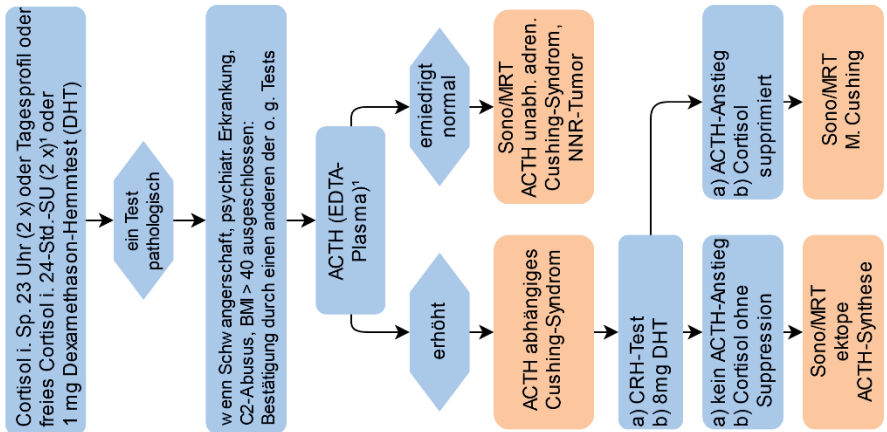 Cortisol i. Sp. 23 Uhr (2 x) oder Tagesprofil oder
freies Cortisol i. 24-Std.-SU (2 x)¹ oder
1 mg Dexamethason-Hemmtest (DHT)
ein Test
pathologisch
wenn Schwangerschaft, psychiatr. Erkrankung,
C2-Abusus, BMI > 40 ausgeschlossen:
Bestätigung durch einen anderen der o. g. Tests
ACTH (EDTA-
Plasma)¹
erniedrigt
normal
Sono/MRT
ACTH unabh. adren.
Cushing-Syndrom,
NNR-Tumor
erhöht
ACTH abhängiges
Cushing-Syndrom
a) CRH-Test
b) 8mg DHT
a) ACTH-Anstieg
b) Cortisol
supprimiert
Sono/MRT
M. Cushing
a) kein ACTH-Anstieg
b) Cortisol ohne
Suppression
Sono/MRT
ektope
ACTH-Synthese